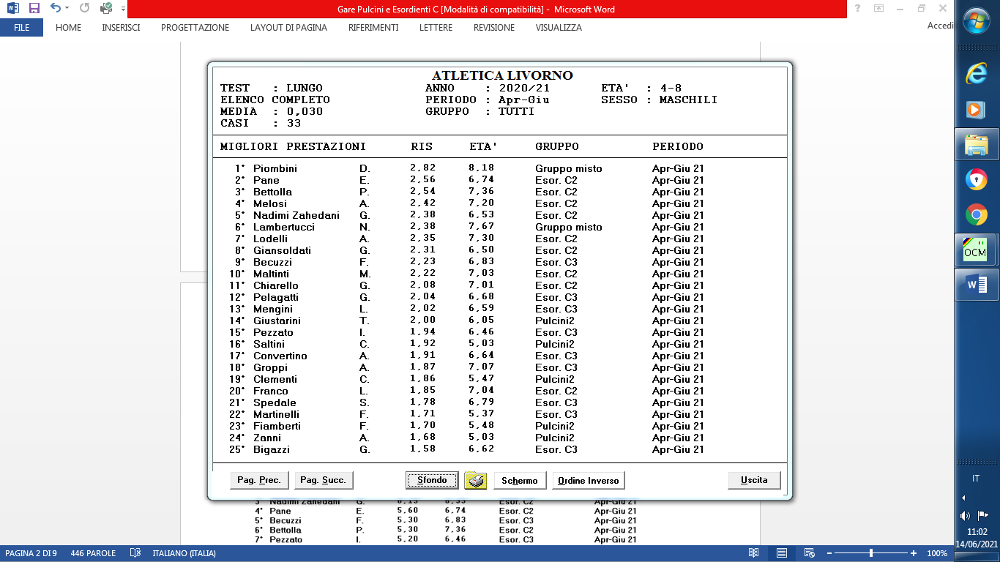 Gare Pulcini e Esordienti C [Modalità di compatibilità] - Microsoft Word
FILE HOME INSERISCI PROGETTAZIONE LAYOUT DI PAGINA RIFERIMENTI LETTERE REVISIONE VISUALIZZA Accedi
ATLETICA LIVORNO
TEST : LUNGO ANNO : 2020/21 ETA' : 4-8
ELENCO COMPLETO PERIODO : Apr-Giu SESSO : MASCHILI
MEDIA : 0,030 GRUPPO : TUTTI
CASI : 33
MIGLIORI PRESTAZIONI RIS ETA' GRUPPO PERIODO
1° Piombini D. 2,82 8,18 Gruppo misto Apr-Giu 21
2° Pane E. 2,56 6,74 Esor. C2 Apr-Giu 21
3° Bettolla P. 2,54 7,36 Esor. C2 Apr-Giu 21
4° Melosi A. 2,42 7,20 Esor. C2 Apr-Giu 21
5° Nadimi Zahedani G. 2,38 6,53 Esor. C2 Apr-Giu 21
6° Lambertucci N. 2,38 7,67 Gruppo misto Apr-Giu 21
7° Lodelli A. 2,35 7,30 Esor. C2 Apr-Giu 21
8° Giansoldati G. 2,31 6,50 Esor. C2 Apr-Giu 21
9° Becuzzi F. 2,23 6,83 Esor. C3 Apr-Giu 21
10° Maltinti M. 2,22 7,03 Esor. C2 Apr-Giu 21
11° Chiarello G. 2,08 7,01 Esor. C2 Apr-Giu 21
12° Pelagatti G. 2,04 6,68 Esor. C3 Apr-Giu 21
13° Mengini L. 2,02 6,59 Esor. C3 Apr-Giu 21
14° Giustarini T. 2,00 6,05 Pulcini2 Apr-Giu 21
15° Pezzato I. 1,94 6,46 Esor. C3 Apr-Giu 21
16° Saltini C. 1,92 5,03 Pulcini2 Apr-Giu 21
17° Convertino A. 1,91 6,64 Esor. C3 Apr-Giu 21
18° Groppi A. 1,87 7,07 Esor. C3 Apr-Giu 21
19° Clementi C. 1,86 5,47 Pulcini2 Apr-Giu 21
20° Franco L. 1,85 7,04 Esor. C2 Apr-Giu 21
21° Spedale S. 1,78 6,79 Esor. C3 Apr-Giu 21
22° Martinelli F. 1,71 5,37 Esor. C3 Apr-Giu 21
23° Fiamberti F. 1,70 5,48 Pulcini2 Apr-Giu 21
24° Zanni A. 1,68 5,03 Pulcini2 Apr-Giu 21
25° Bigazzi G. 1,58 6,62 Esor. C3 Apr-Giu 21
Pag. Prec. Pag. Succ. Sfondo Schermo Ordine Inverso Uscita
3° Nadimi Zahedani G. Esor. C2 Apr-Giu 21
4° Pane E. 5,60 6,74 Esor. C2 Apr-Giu 21
5° Becuzzi F. 5,30 6,83 Esor. C3 Apr-Giu 21
6° Bettolla P. 5,30 7,36 Esor. C2 Apr-Giu 21
7° Pezzato I. 5,20 6,46 Esor. C3 Apr-Giu 21
PAGINA 2 DI 9 446 PAROLE ITALIANO (ITALIA) 100%
OCM
IT
11:02
14/06/2021